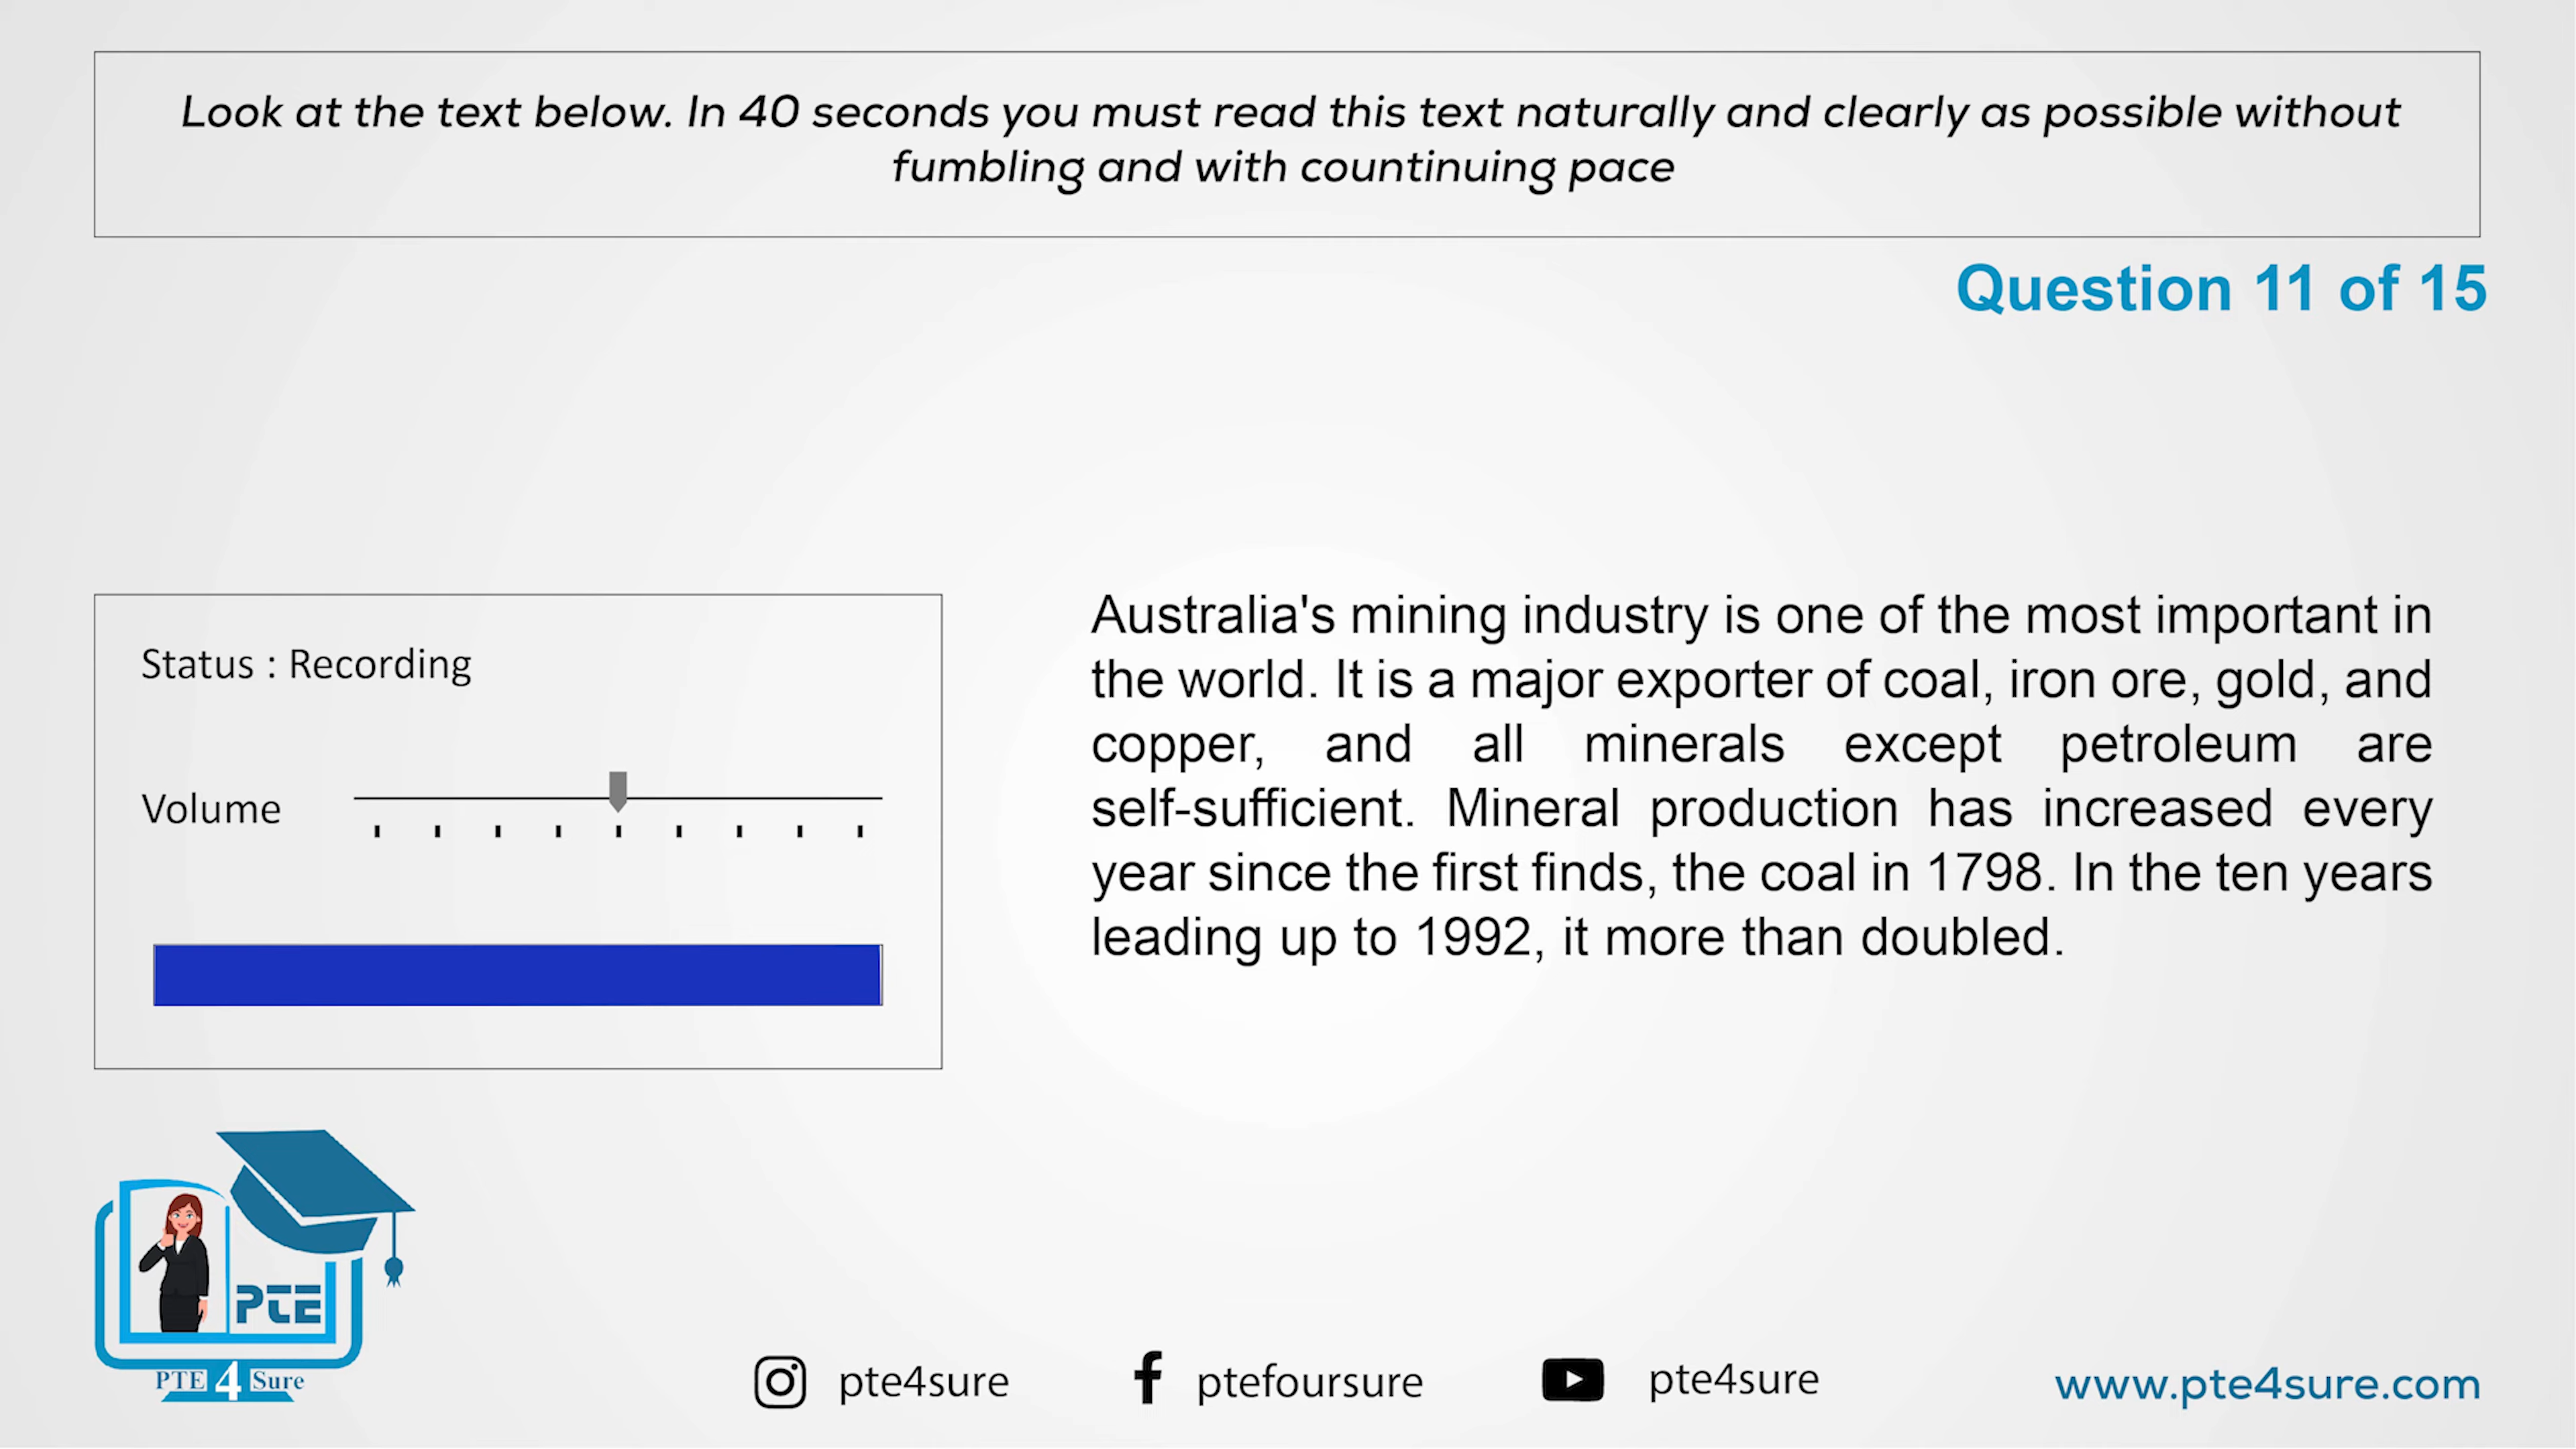 Look at the text below. In 40 seconds you must read this text naturally and clearly as possible without
fumbling and with countinuing pace
Question 11 of 15
Status : Recording
Volume
Australia's mining industry is one of the most important in
the world. It is a major exporter of coal, iron ore, gold, and
copper, and all minerals except petroleum are
self-sufficient. Mineral production has increased every
year since the first finds, the coal in 1798. In the ten years
leading up to 1992, it more than doubled.
PTE
PTE 4 Sure
pte4sure
ptefoursure
pte4sure
www.pte4sure.com